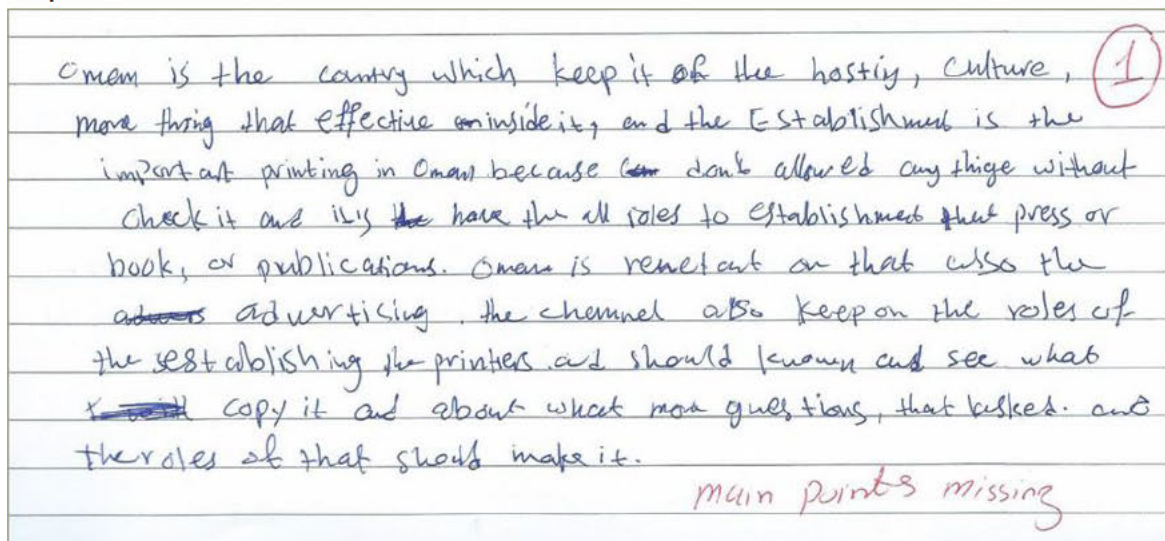 Omem is the country which keep it of the hostiy, culture, 1
more thing that effective inside it, and the Establishment is the
important printing in Oman because don't allowed any thige without
check it and it's have the all roles to establishment that press or
book, or publications. Oman is on that also the
advertising. the chennel also keep on the roles of
the establishing the printers and should known and see what
copy it and about what more questions, that asked. and
the roles of that should make it.
main points missing